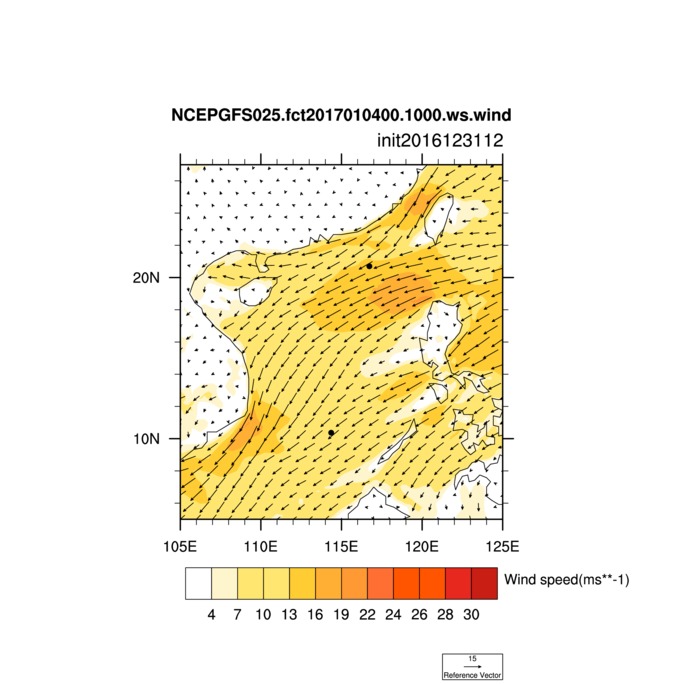 NCEPGFS025.fct2017010400.1000.ws.wind
init2016123112
20N
10N
105E 110E 115E 120E 125E
Wind speed(ms**-1)
4 7 10 13 16 19 22 24 26 28 30
15
Reference Vector